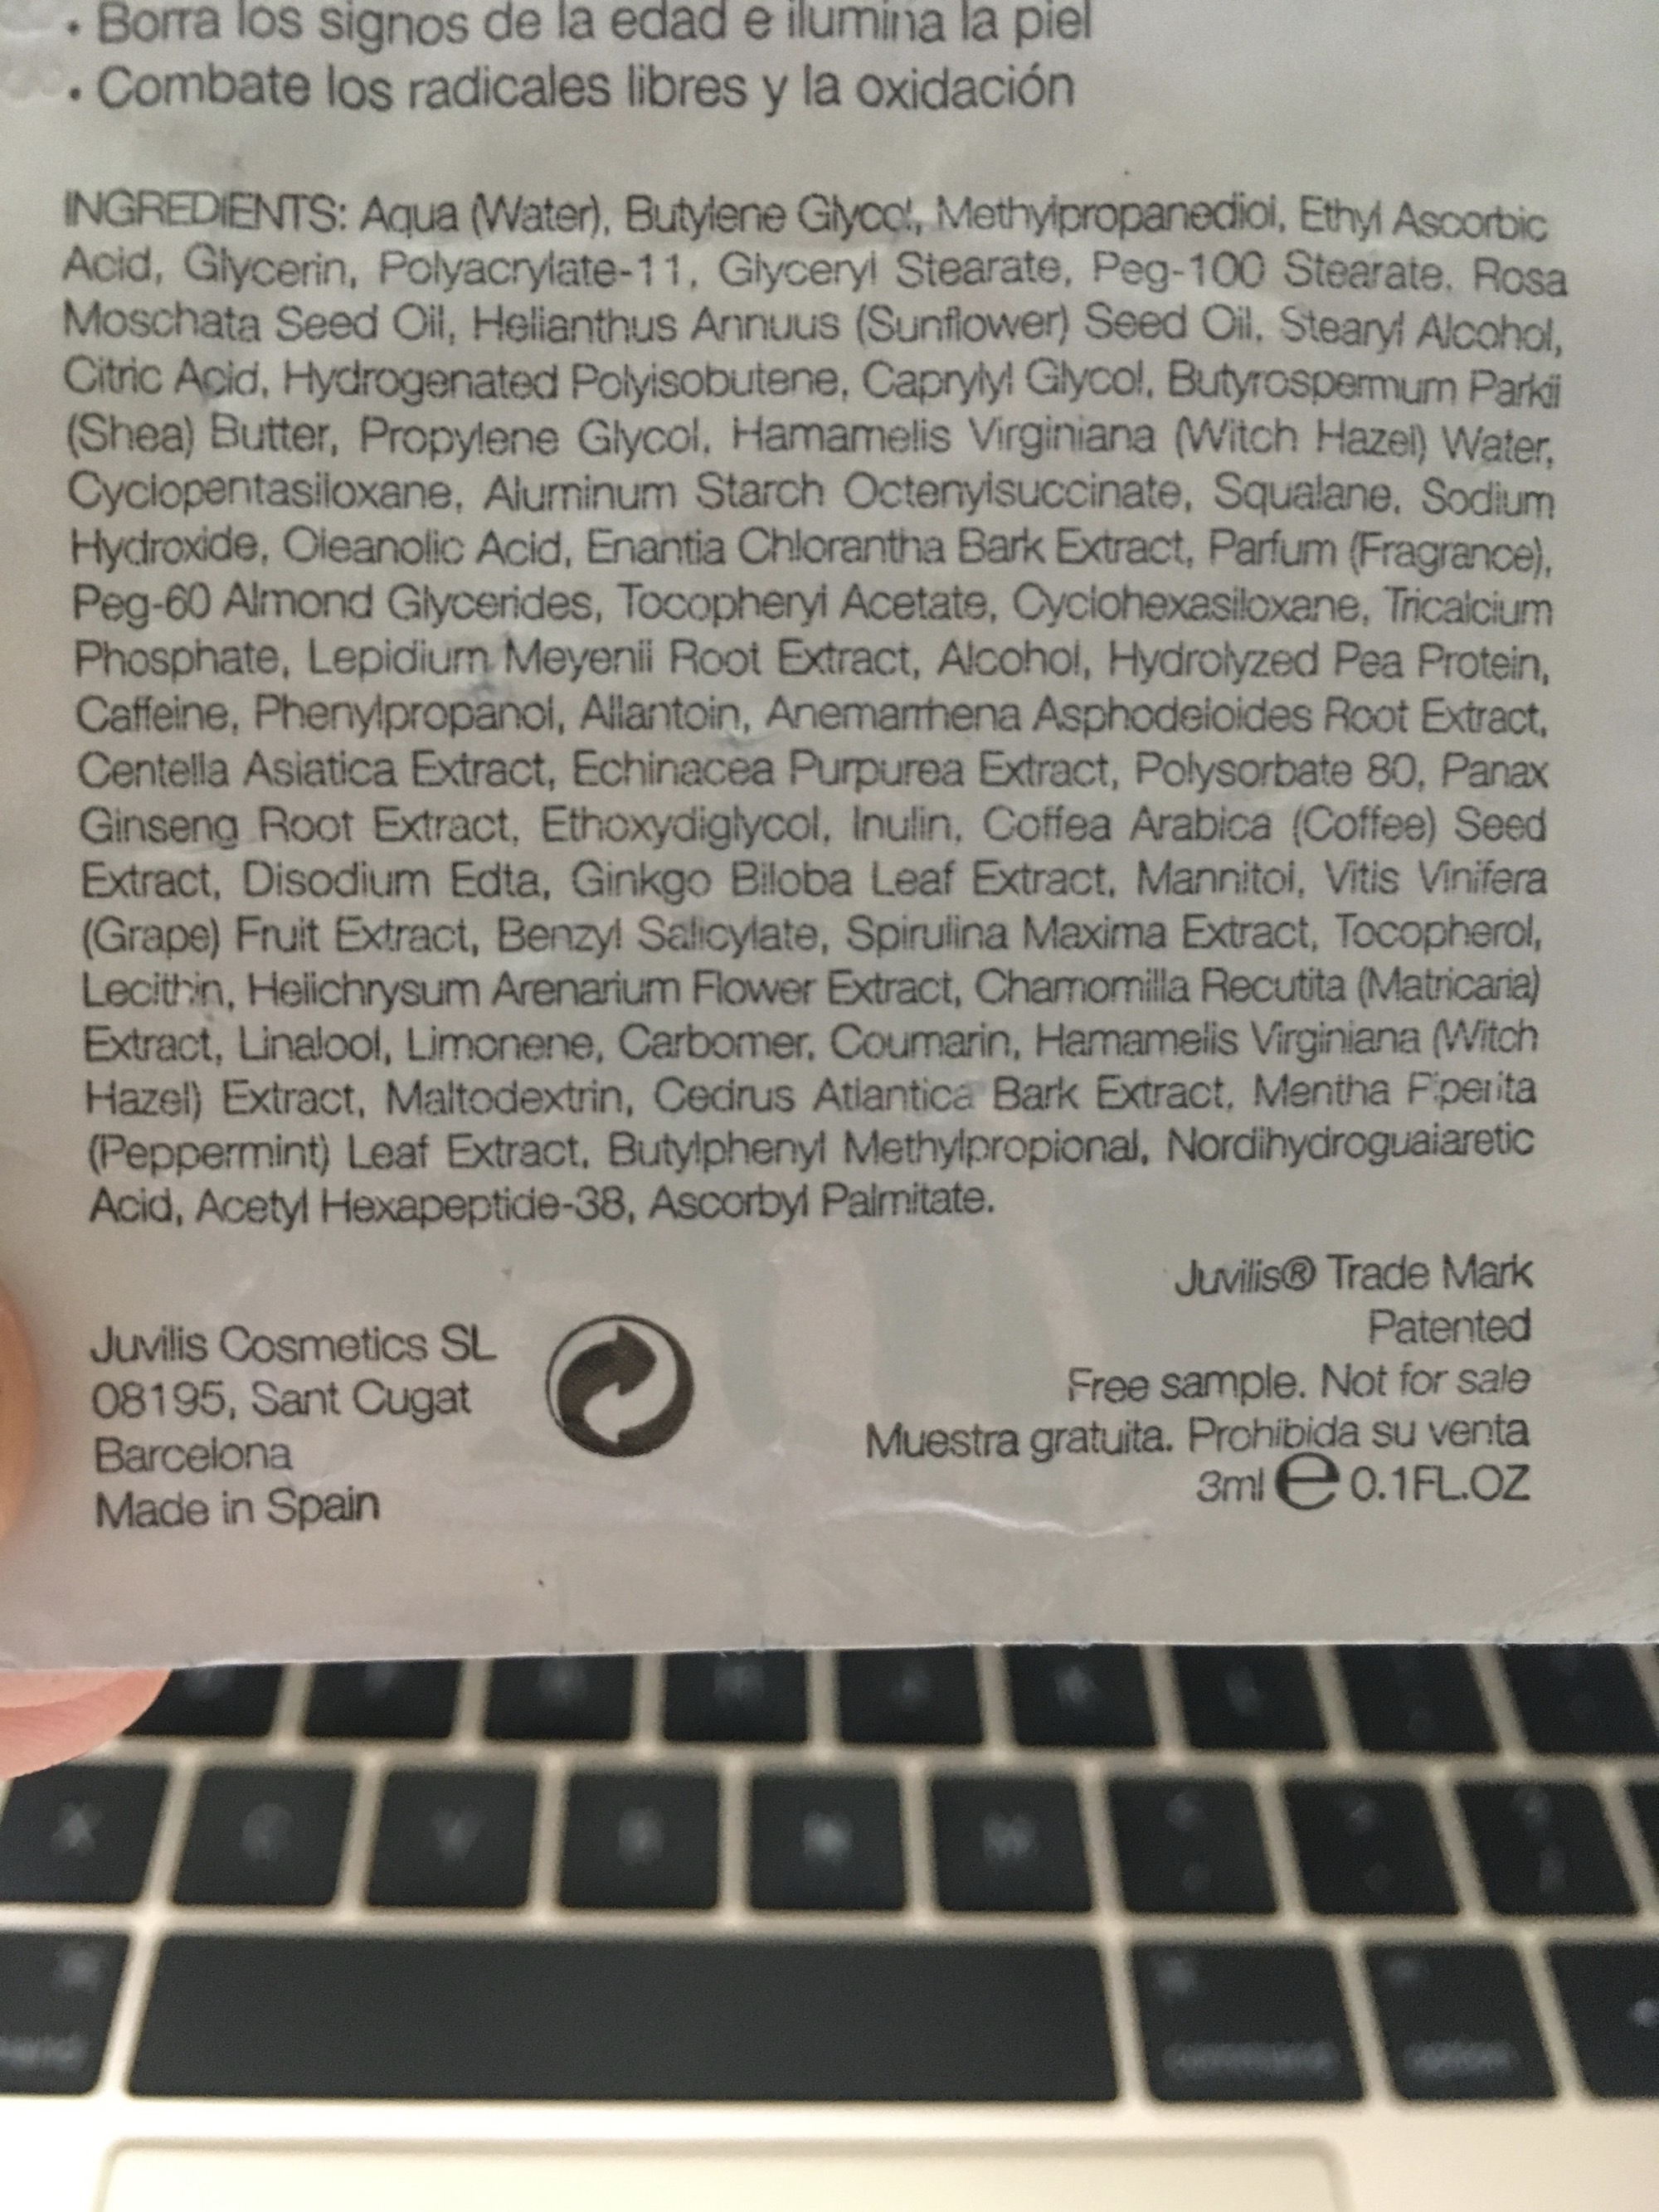 • Borra los signos de la edad e ilumina la piel
• Combate los radicales libres y la oxidación
INGREDIENTS: Aqua (Water), Butylene Glycol, Methylpropanediol, Ethyl Ascorbic
Acid, Glycerin, Polyacrylate-11, Glyceryl Stearate, Peg-100 Stearate, Rosa
Moschata Seed Oil, Helianthus Annuus (Sunflower) Seed Oil, Stearyl Alcohol,
Citric Acid, Hydrogenated Polyisobutene, Caprylyl Glycol, Butyrospermum Parkii
(Shea) Butter, Propylene Glycol, Hamamelis Virginiana (Witch Hazel) Water,
Cyclopentasiloxane, Aluminum Starch Octenylsuccinate, Squalane, Sodium
Hydroxide, Oleanolic Acid, Enantia Chlorantha Bark Extract, Parfum (Fragrance),
Peg-60 Almond Glycerides, Tocopheryl Acetate, Cyclohexasiloxane, Tricalcium
Phosphate, Lepidium Meyenii Root Extract, Alcohol, Hydrolyzed Pea Protein,
Caffeine, Phenylpropanol, Allantoin, Anemarrhena Asphodeloides Root Extract,
Centella Asiatica Extract, Echinacea Purpurea Extract, Polysorbate 80, Panax
Ginseng Root Extract, Ethoxydiglycol, Inulin, Coffea Arabica (Coffee) Seed
Extract, Disodium Edta, Ginkgo Biloba Leaf Extract, Mannitol, Vitis Vinifera
(Grape) Fruit Extract, Benzyl Salicylate, Spirulina Maxima Extract, Tocopherol,
Lecithin, Helichrysum Arenarium Flower Extract, Chamomilla Recutita (Matricaria)
Extract, Linalool, Limonene, Carbomer, Coumarin, Hamamelis Virginiana (Witch
Hazel) Extract, Maltodextrin, Cedrus Atlantica Bark Extract, Mentha Piperita
(Peppermint) Leaf Extract, Butylphenyl Methylpropional, Nordihydroguaiaretic
Acid, Acetyl Hexapeptide-38, Ascorbyl Palmitate.
Juvilis® Trade Mark
Patented
Free sample. Not for sale
Muestra gratuita. Prohibida su venta
3ml e 0.1FL.OZ
Juvilis Cosmetics SL
08195, Sant Cugat
Barcelona
Made in Spain
X C V B N M
command option